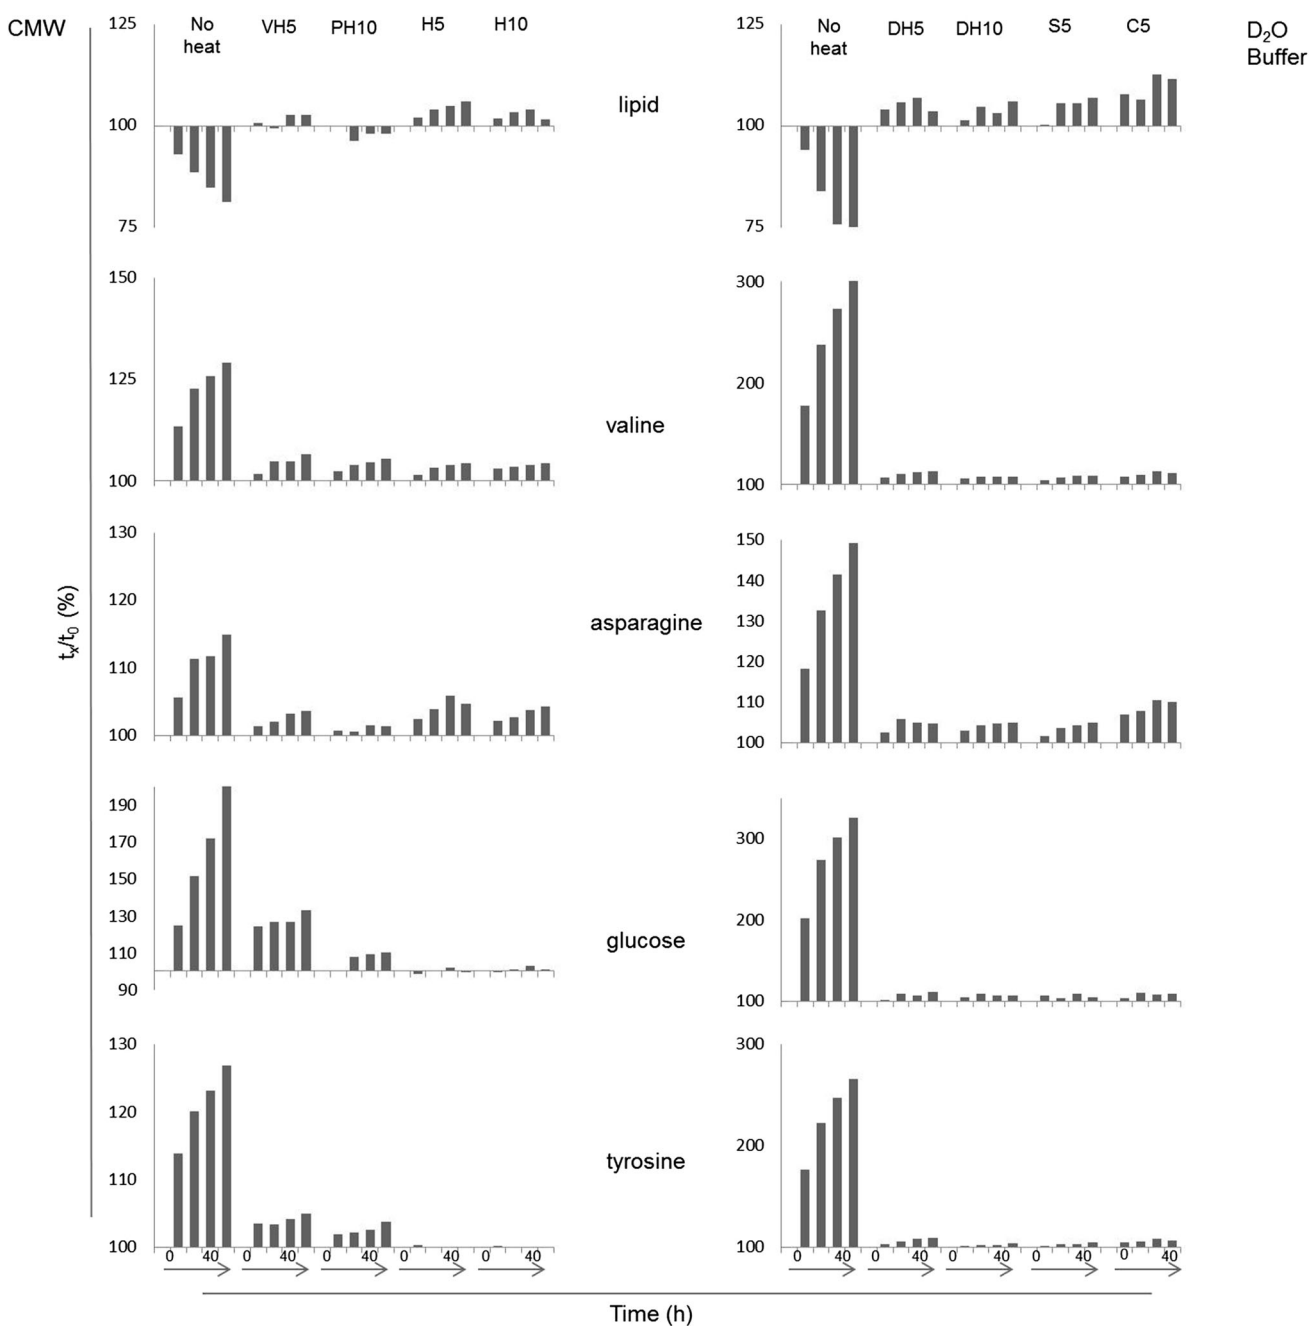 CMW
No
heat
VH5
PH10
H5
H10
No
heat
DH5
DH10
S5
C5
D₂O
Buffer
125
100
75
lipid
125
100
75
150
125
100
valine
300
200
100
130
120
110
100
asparagine
150
140
130
120
110
100
190
170
150
130
110
90
glucose
300
200
100
130
120
110
100
tyrosine
300
200
100
tₓ/t₀ (%)
0 40 0 40 0 40 0 40 0 40
0 40 0 40 0 40 0 40 0 40
Time (h)